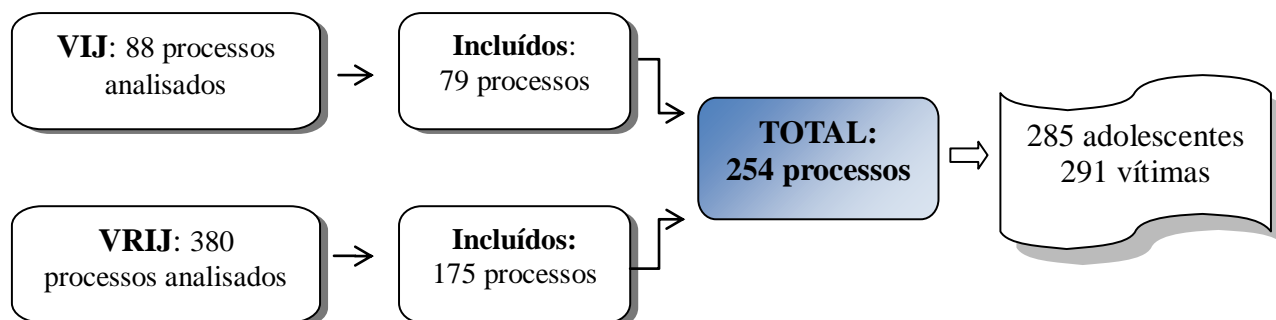 VIJ: 88 processos
analisados
Incluídos:
79 processos
VRIJ: 380
processos analisados
Incluídos:
175 processos
TOTAL:
254 processos
285 adolescentes
291 vítimas